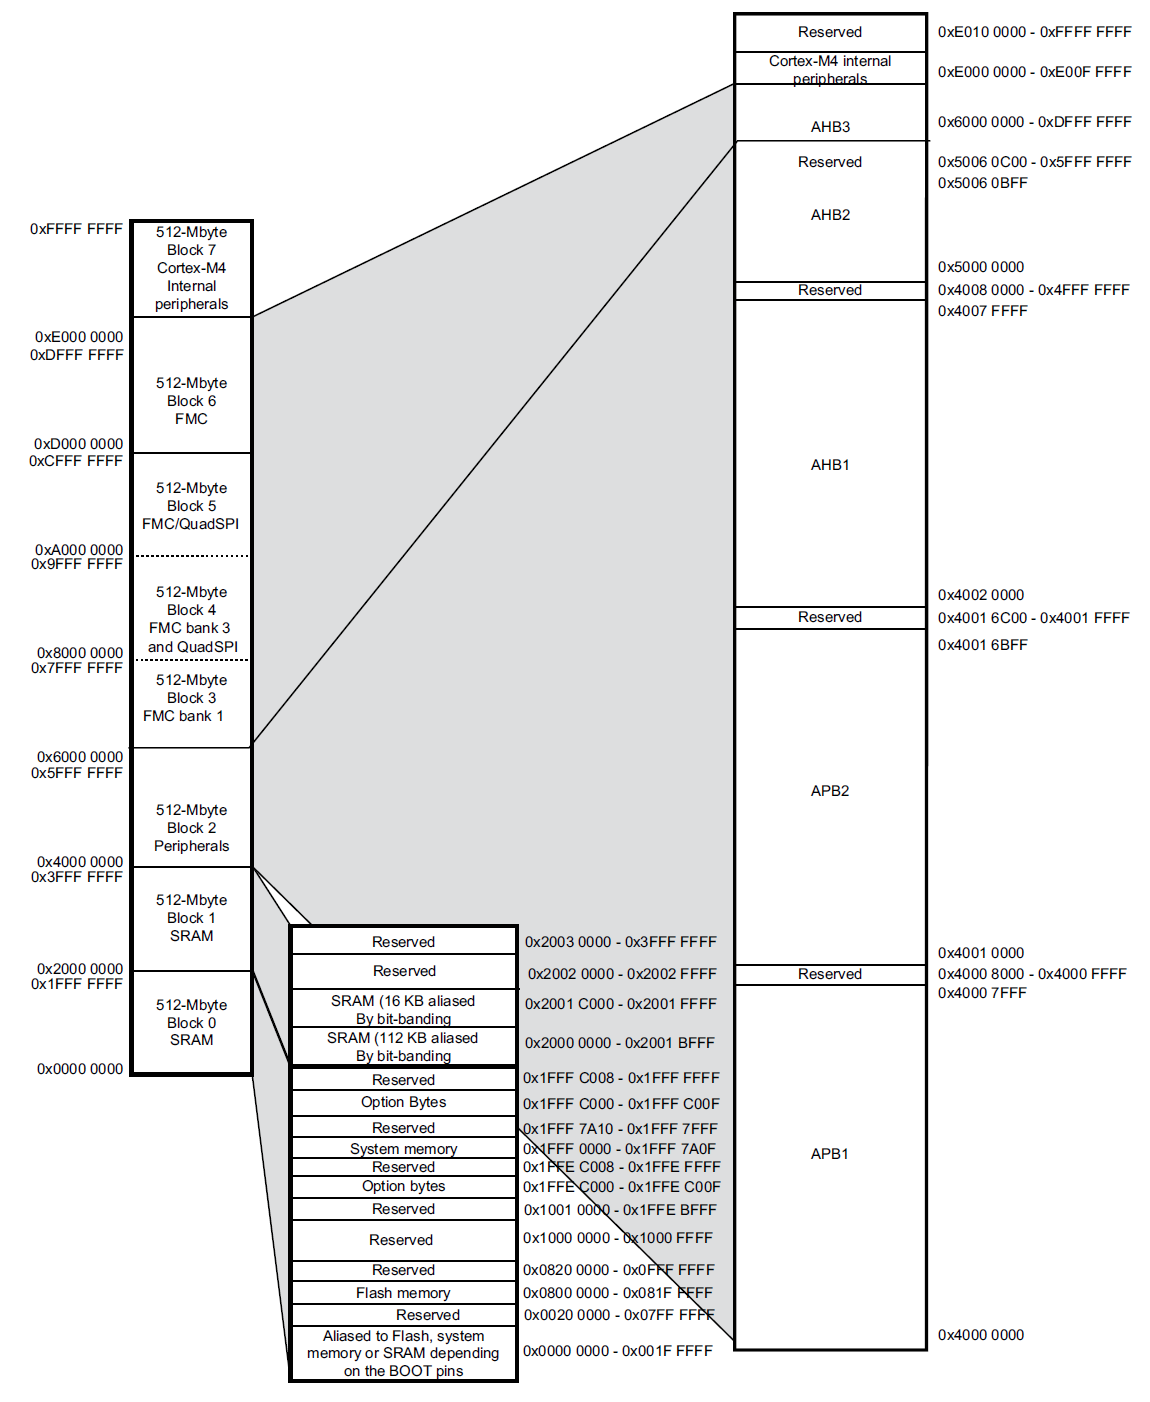 0xFFFF FFFF
512-Mbyte
Block 7
Cortex-M4
Internal
peripherals
0xE000 0000
0xDFFF FFFF
512-Mbyte
Block 6
FMC
0xD000 0000
0xCFFF FFFF
512-Mbyte
Block 5
FMC/QuadSPI
0xA000 0000
0x9FFF FFFF
512-Mbyte
Block 4
FMC bank 3
and QuadSPI
0x8000 0000
0x7FFF FFFF
512-Mbyte
Block 3
FMC bank 1
0x6000 0000
0x5FFF FFFF
512-Mbyte
Block 2
Peripherals
0x4000 0000
0x3FFF FFFF
512-Mbyte
Block 1
SRAM
0x2000 0000
0x1FFF FFFF
512-Mbyte
Block 0
SRAM
0x0000 0000
Reserved 0x2003 0000 - 0x3FFF FFFF
Reserved 0x2002 0000 - 0x2002 FFFF
SRAM (16 KB aliased
By bit-banding
0x2001 C000 - 0x2001 FFFF
SRAM (112 KB aliased
By bit-banding
0x2000 0000 - 0x2001 BFFF
Reserved 0x1FFF C008 - 0x1FFF FFFF
Option Bytes 0x1FFF C000 - 0x1FFF C00F
Reserved 0x1FFF 7A10 - 0x1FFF 7FFF
System memory 0x1FFF 0000 - 0x1FFF 7A0F
Reserved 0x1FFE C008 - 0x1FFE FFFF
Option bytes 0x1FFE C000 - 0x1FFE C00F
Reserved 0x1001 0000 - 0x1FFE BFFF
Reserved 0x1000 0000 - 0x1000 FFFF
Reserved 0x0820 0000 - 0x0FFF FFFF
Flash memory 0x0800 0000 - 0x081F FFFF
Reserved 0x0020 0000 - 0x07FF FFFF
Aliased to Flash, system
memory or SRAM depending
on the BOOT pins
0x0000 0000 - 0x001F FFFF
Reserved 0xE010 0000 - 0xFFFF FFFF
Cortex-M4 internal
peripherals
0xE000 0000 - 0xE00F FFFF
AHB3 0x6000 0000 - 0xDFFF FFFF
Reserved 0x5006 0C00 - 0x5FFF FFFF
0x5006 0BFF
AHB2
0x5000 0000
Reserved 0x4008 0000 - 0x4FFF FFFF
0x4007 FFFF
AHB1
0x4002 0000
Reserved 0x4001 6C00 - 0x4001 FFFF
0x4001 6BFF
APB2
0x4001 0000
Reserved 0x4000 8000 - 0x4000 FFFF
0x4000 7FFF
APB1
0x4000 0000